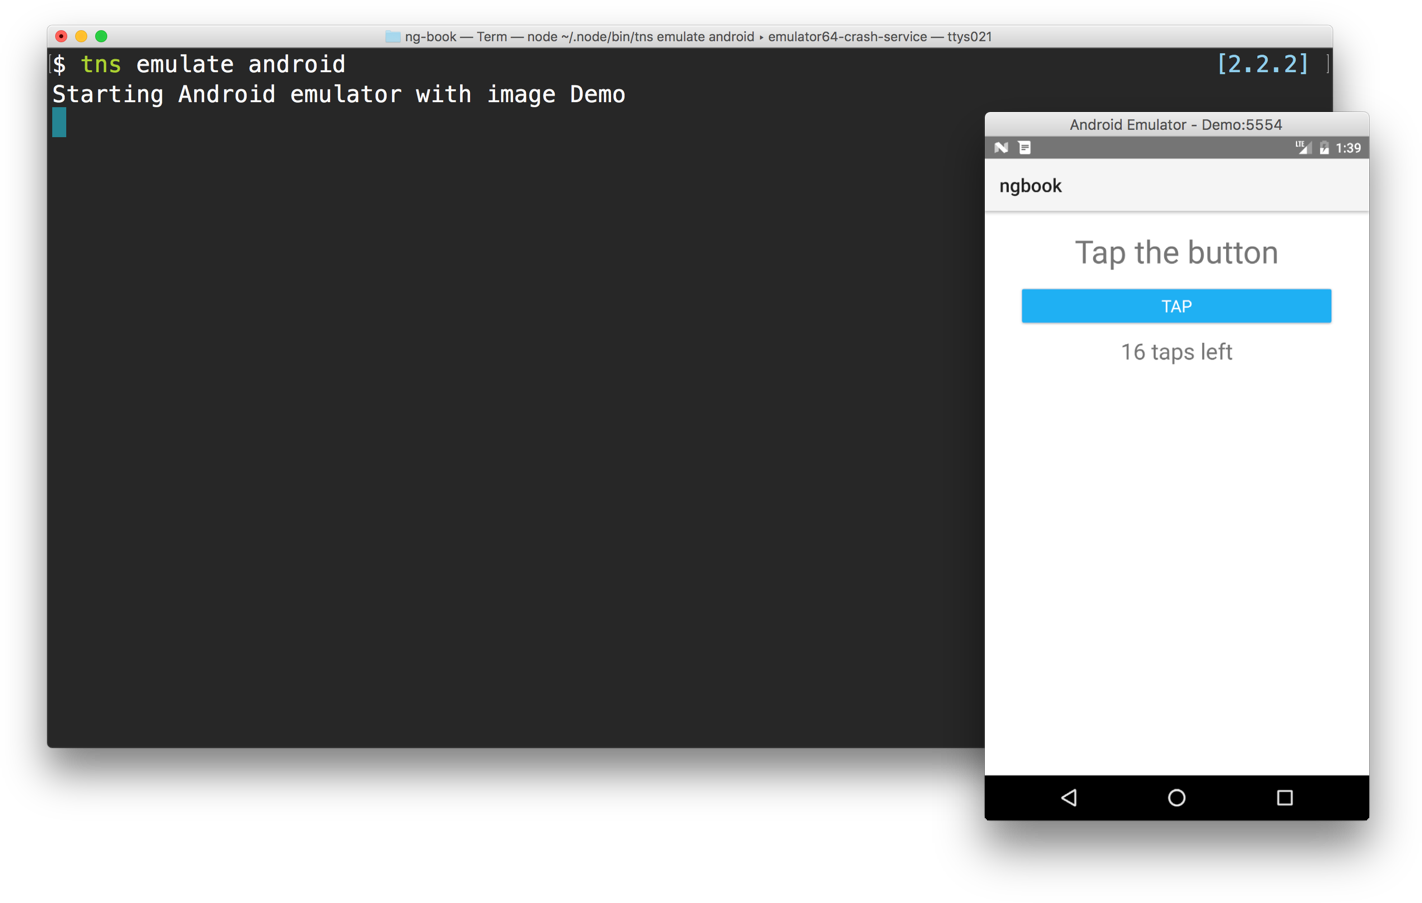 ng-book — Term — node ~/.node/bin/tns emulate android ▸ emulator64-crash-service — ttys021
[$ tns emulate android [2.2.2] ]
Starting Android emulator with image Demo
Android Emulator - Demo:5554
LTE 1:39
ngbook
Tap the button
TAP
16 taps left